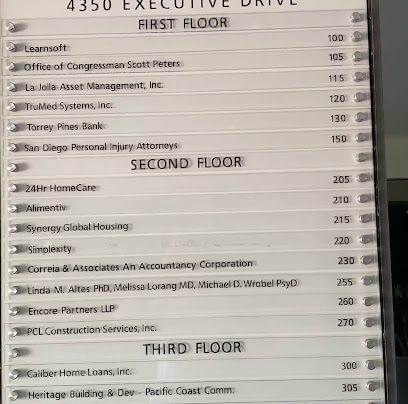 4350 EXECUTIVE DRIVE
FIRST FLOOR
Learnsoft 100
Office of Congressman Scott Peters 105
La Jolla Asset Management, Inc. 115
TruMed Systems, Inc. 120
Torrey Pines Bank 130
San Diego Personal Injury Attorneys 150
SECOND FLOOR
24Hr HomeCare 205
Alimentiv 210
Synergy Global Housing 215
Simplexity 220
Correia & Associates An Accountancy Corporation 230
Linda M. Altes PhD, Melissa Lorang MD, Michael D. Wrobel PsyD 255
Encore Partners LLP 260
PCL Construction Services, Inc. 270
THIRD FLOOR
Caliber Home Loans, Inc. 300
Heritage Building & Dev - Pacific Coast Comm. 305